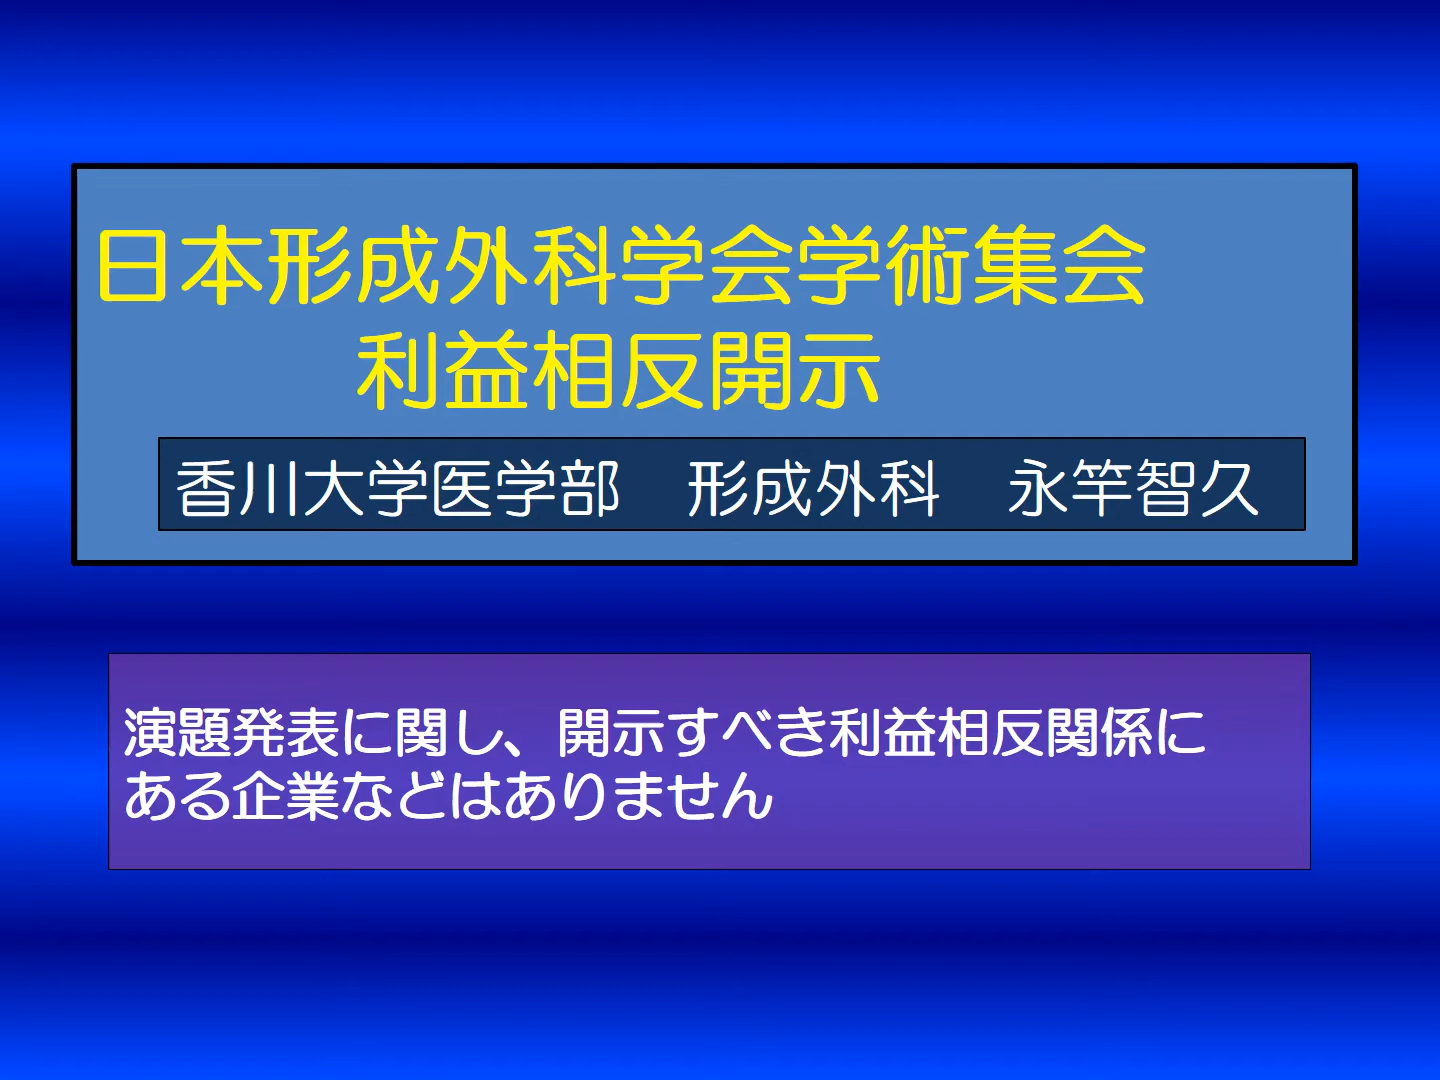 日本形成外科学会学術集会
利益相反開示
香川大学医学部　形成外科　永竿智久
演題発表に関し、開示すべき利益相反関係に
ある企業などはありません